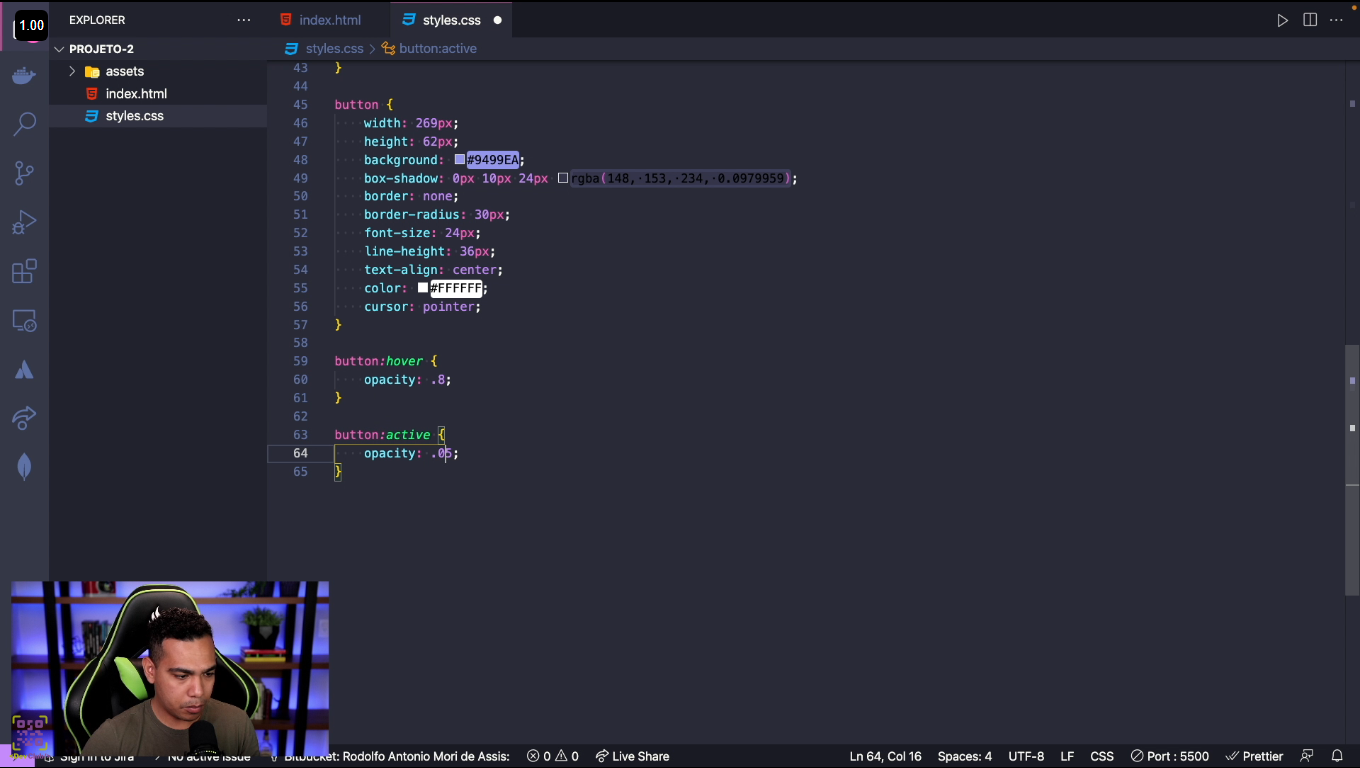 1.00
EXPLORER
index.html
styles.css
PROJETO-2
styles.css > button:active
assets
index.html
styles.css
43 }
44
45 button {
46 width: 269px;
47 height: 62px;
48 background: #9499EA;
49 box-shadow: 0px 10px 24px rgba(148, 153, 234, 0.0979959);
50 border: none;
51 border-radius: 30px;
52 font-size: 24px;
53 line-height: 36px;
54 text-align: center;
55 color: #FFFFFF;
56 cursor: pointer;
57 }
58
59 button:hover {
60 opacity: .8;
61 }
62
63 button:active {
64 opacity: .05;
65 }
Sign in to Jira
No active issue
Bitbucket: Rodolfo Antonio Mori de Assis:
0 0
Live Share
Ln 64, Col 16
Spaces: 4
UTF-8
LF
CSS
Port : 5500
Prettier